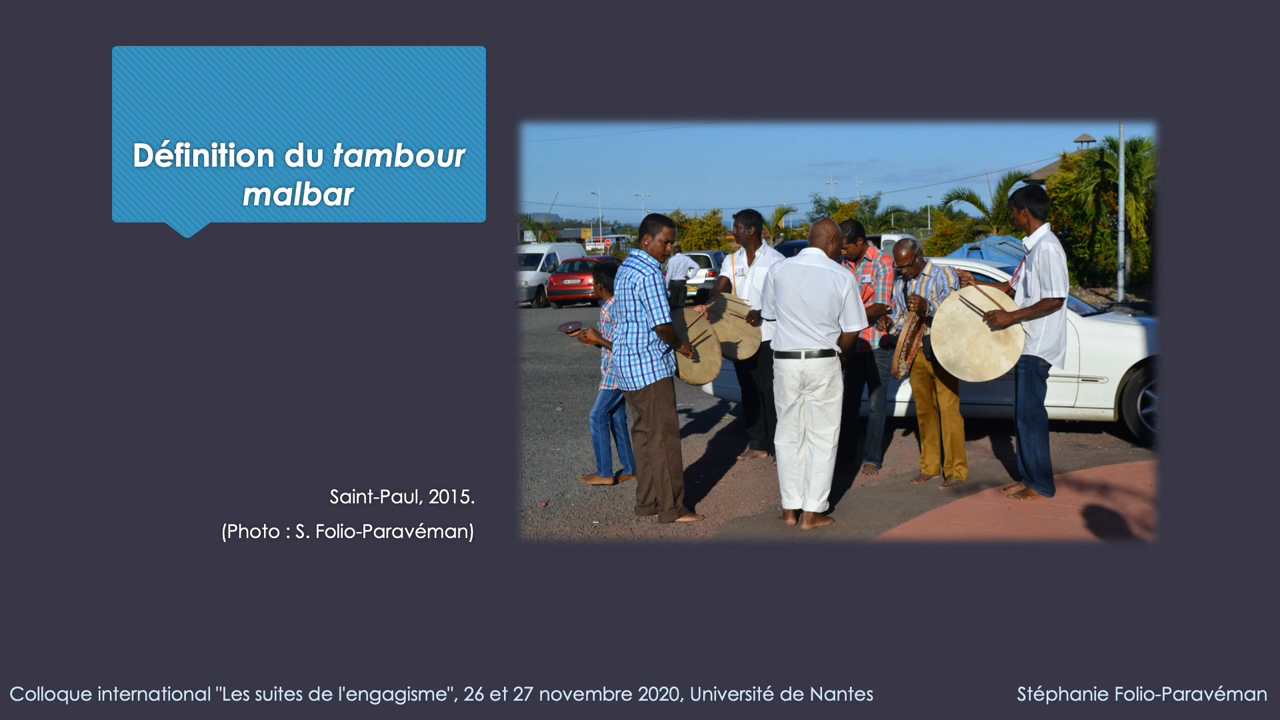 Définition du tambour
malbar
Saint-Paul, 2015.
(Photo : S. Folio-Paravéman)
Colloque international "Les suites de l'engagisme", 26 et 27 novembre 2020, Université de Nantes
Stéphanie Folio-Paravéman